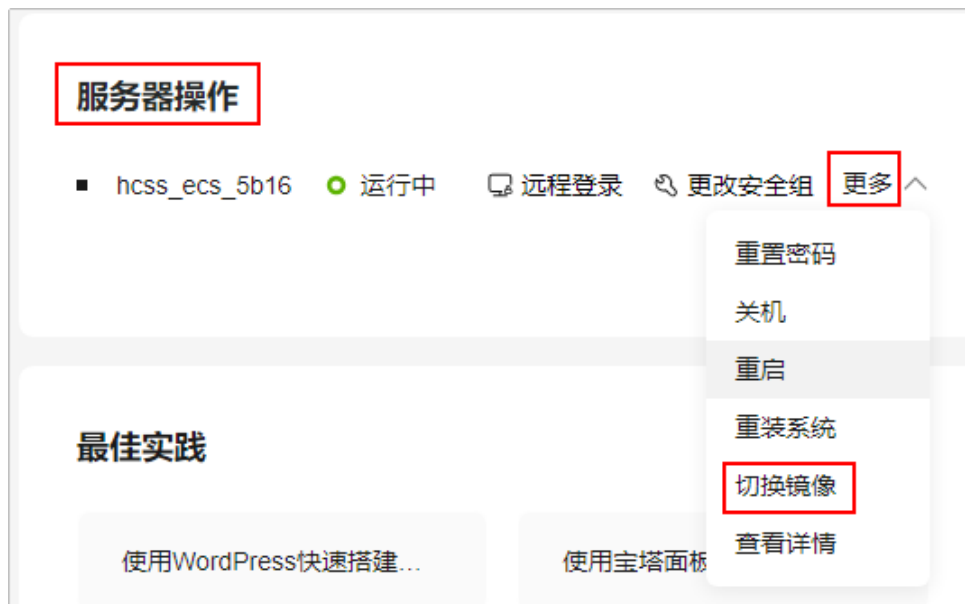 服务器操作
hcss_ecs_5b16 运行中 远程登录 更改安全组 更多
重置密码
关机
重启
重装系统
切换镜像
查看详情
最佳实践
使用WordPress快速搭建...
使用宝塔面板